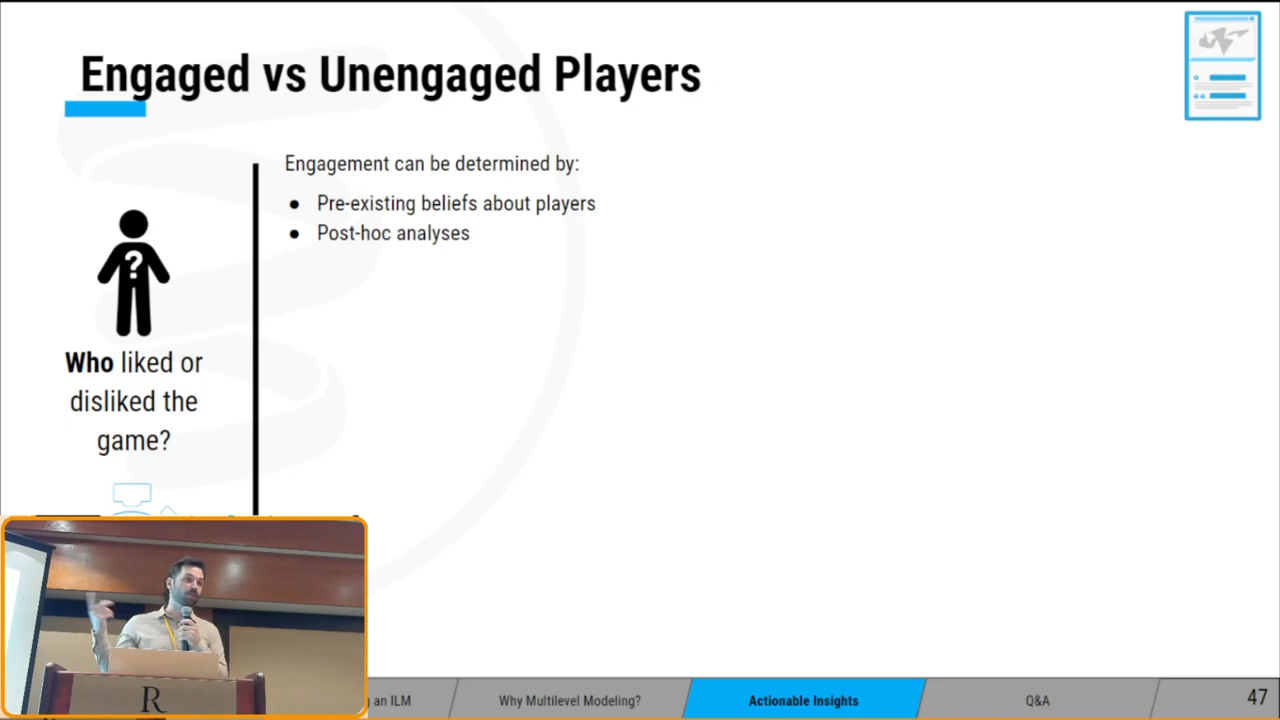 Engaged vs Unengaged Players
Engagement can be determined by:
● Pre-existing beliefs about players
● Post-hoc analyses
?
Who liked or
disliked the
game?
R
an ILM
Why Multilevel Modeling?
Actionable Insights
Q&A
47